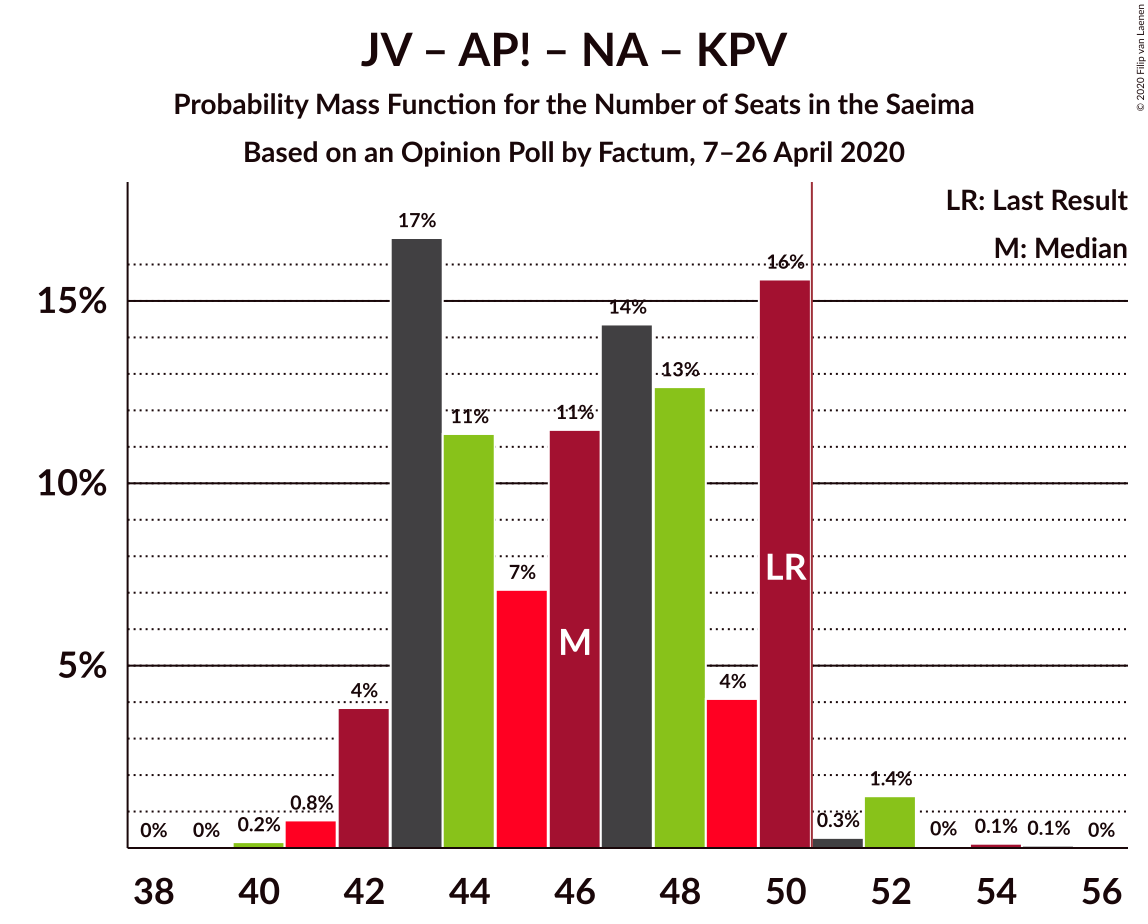 JV – AP! – NA – KPV
Probability Mass Function for the Number of Seats in the Saeima
Based on an Opinion Poll by Factum, 7–26 April 2020
© 2020 Filip van Laenen
LR: Last Result
M: Median
15%
10%
5%
0%
0%
0.2%
0.8%
4%
17%
11%
7%
11%
14%
13%
4%
16%
0.3%
1.4%
0%
0.1%
0.1%
0%
M
LR
38 40 42 44 46 48 50 52 54 56